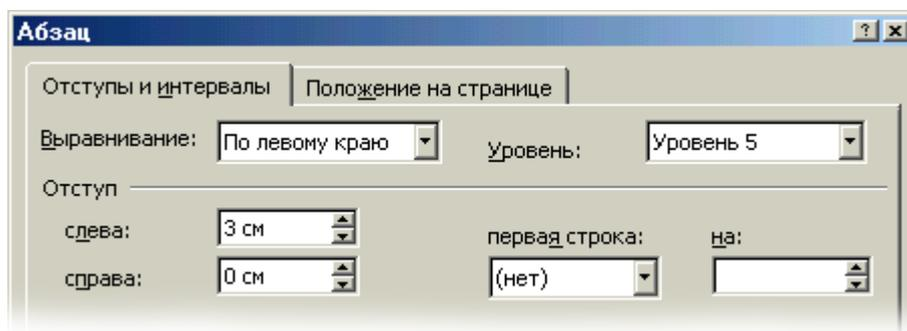 Абзац
Отступы и интервалы Положение на странице
Выравнивание: По левому краю Уровень: Уровень 5
Отступ
слева: 3 см первая строка: на:
справа: 0 см (нет)